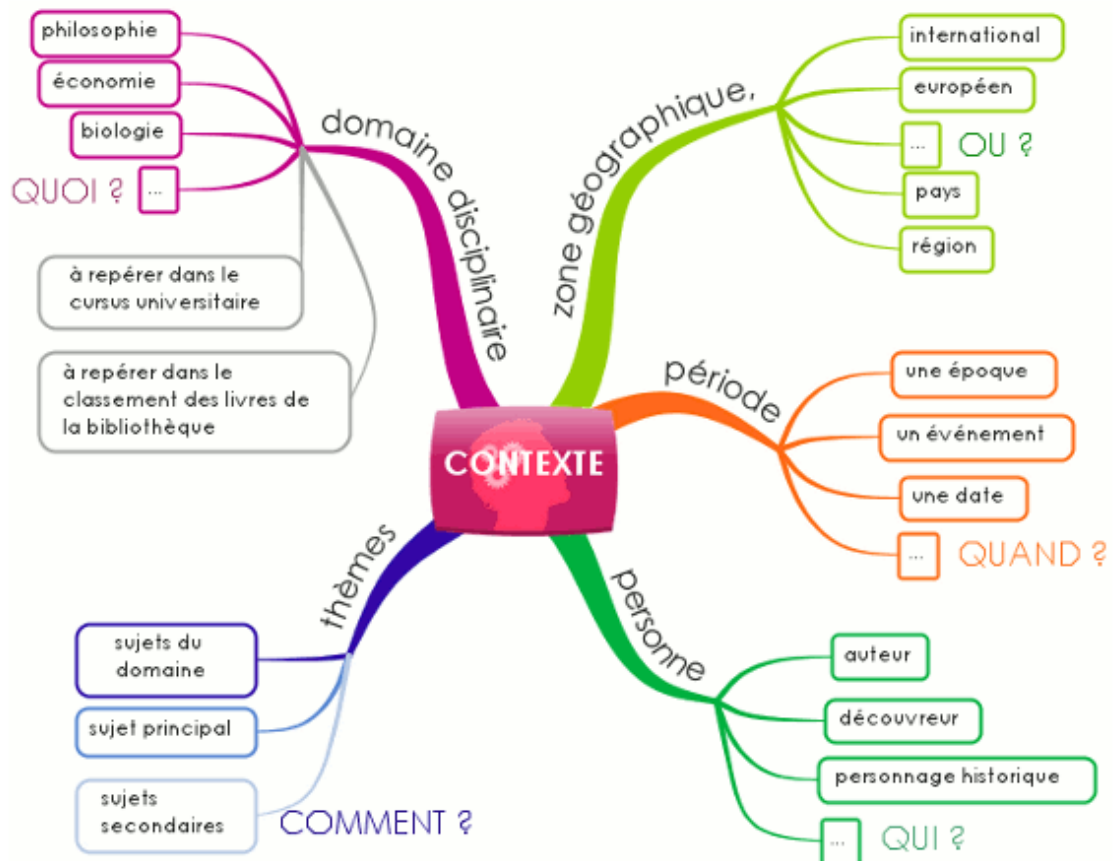 philosophie
économie
biologie
...
QUOI ?
domaine disciplinaire
à repérer dans le
cursus universitaire
à repérer dans le
classement des livres de
la bibliothèque
zone géographique,
international
européen
...
OU ?
pays
région
période
une époque
un événement
une date
...
QUAND ?
CONTEXTE
thèmes
sujets du
domaine
sujet principal
sujets
secondaires
COMMENT ?
personne
auteur
découvreur
personnage historique
...
QUI ?